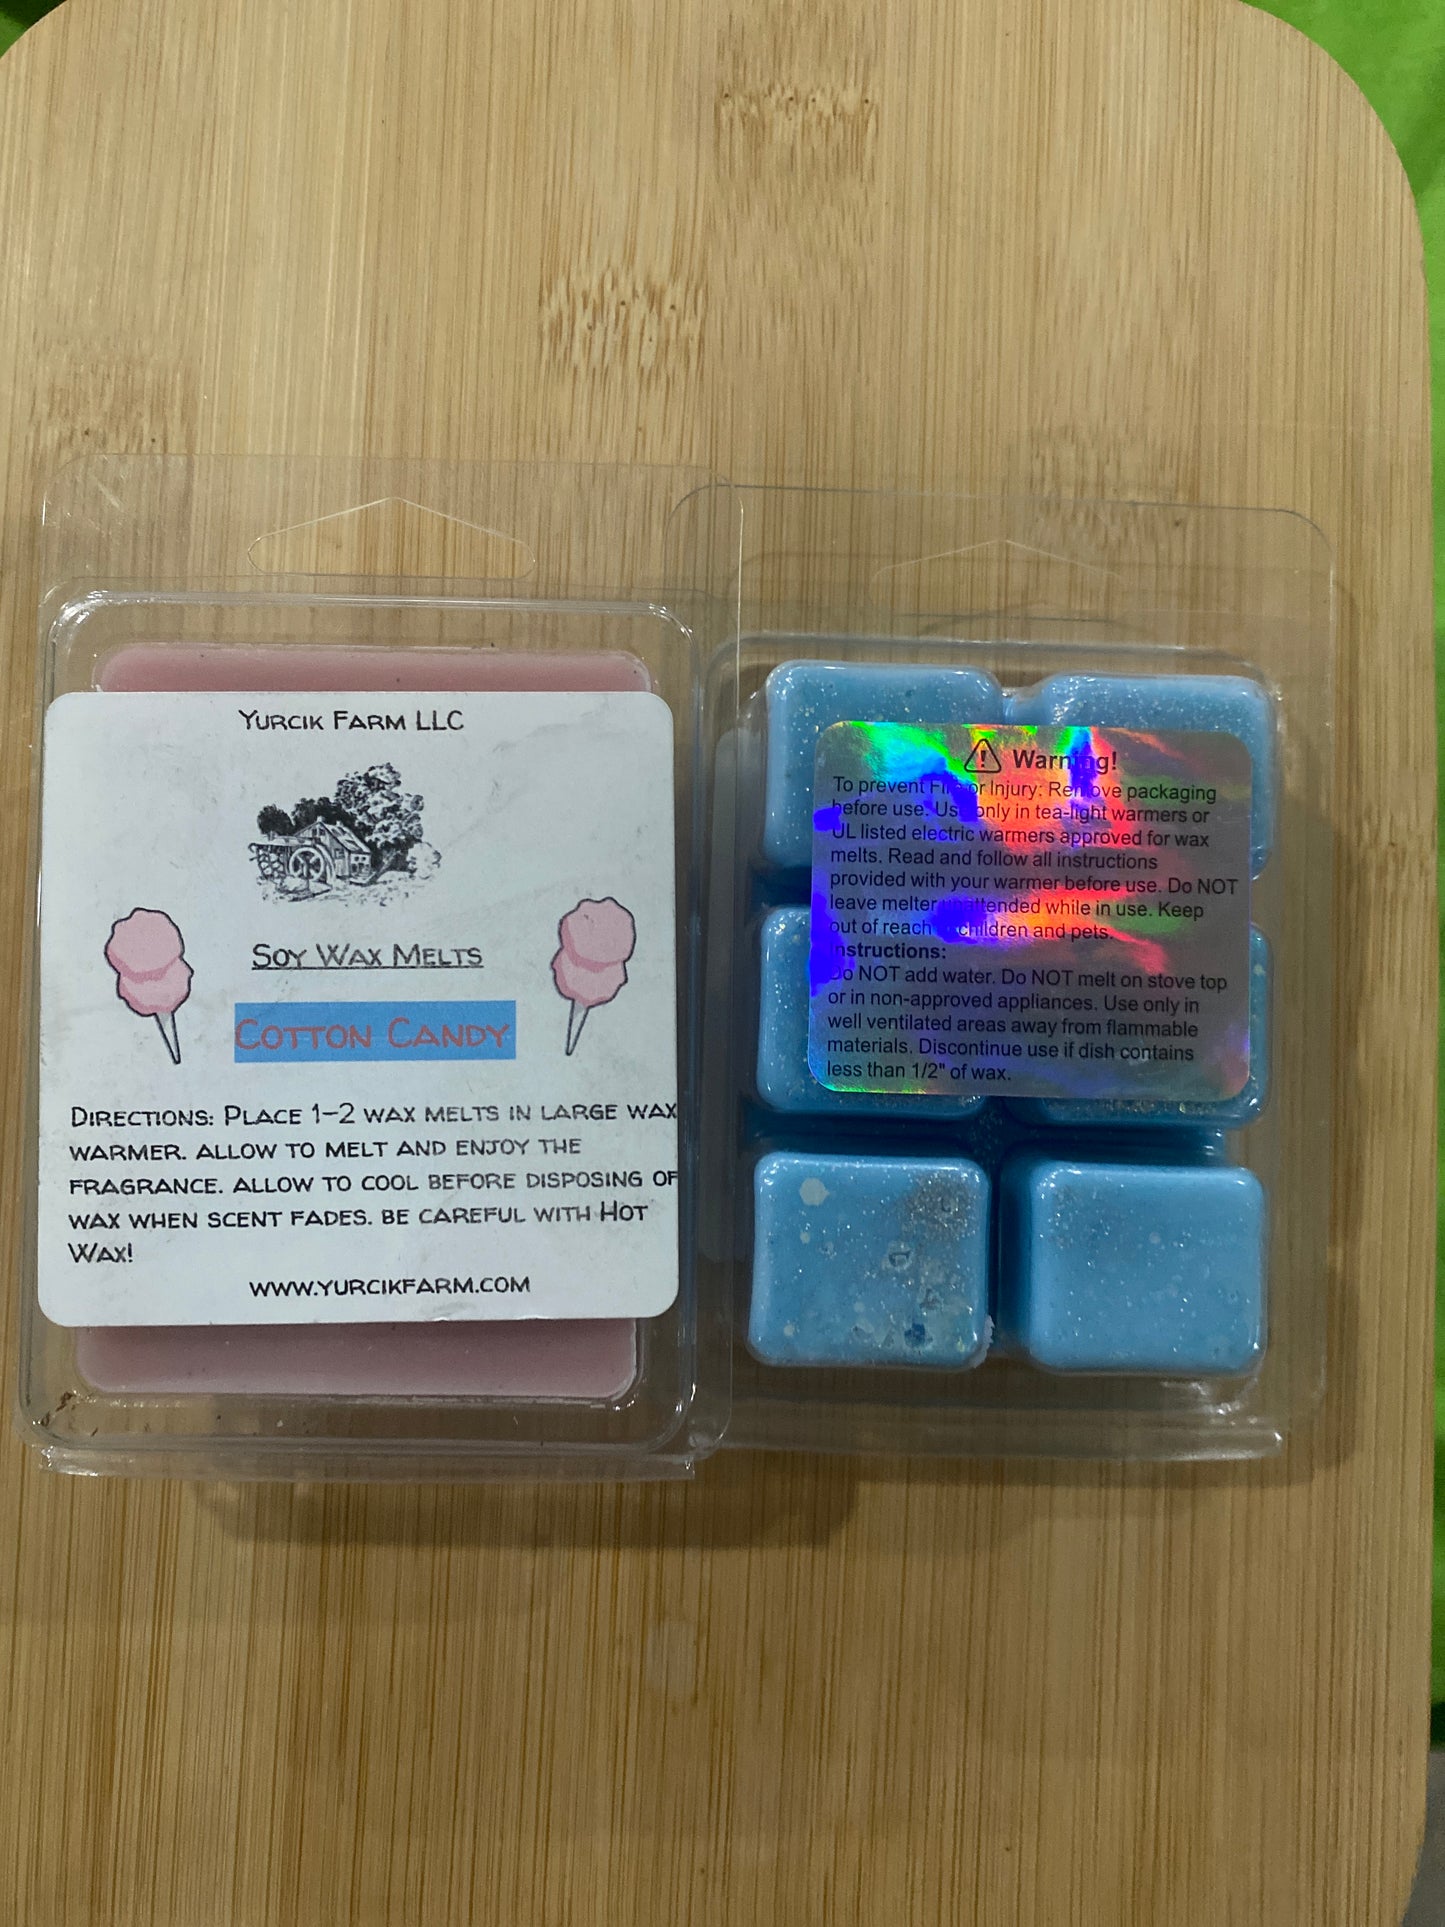 Yurcik Farm LLC
Soy Wax Melts
Cotton Candy
Directions: Place 1-2 wax melts in large wax
warmer. allow to melt and enjoy the
fragrance. allow to cool before disposing of
wax when scent fades. be careful with Hot
Wax!
www.yurcikfarm.com
Warning!
To prevent Fire or Injury: Remove packaging
before use. Use only in tea-light warmers or
UL listed electric warmers approved for wax
melts. Read and follow all instructions
provided with your warmer before use. Do NOT
leave melter unattended while in use. Keep
out of reach of children and pets.
Instructions:
Do NOT add water. Do NOT melt on stove top
or in non-approved appliances. Use only in
well ventilated areas away from flammable
materials. Discontinue use if dish contains
less than 1/2" of wax.